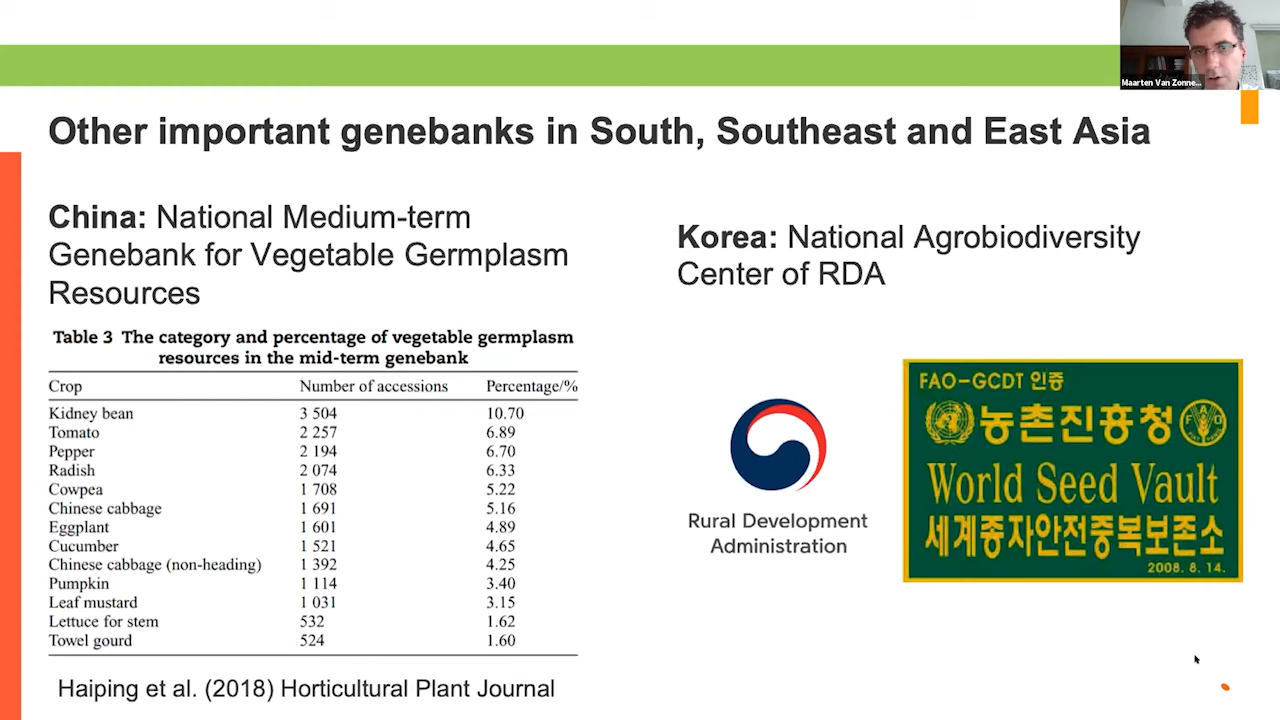 Maarten Van Zonne...
Other important genebanks in South, Southeast and East Asia
China: National Medium-term
Genebank for Vegetable Germplasm
Resources
Table 3 The category and percentage of vegetable germplasm
resources in the mid-term genebank
Crop Number of accessions Percentage/%
Kidney bean 3 504 10.70
Tomato 2 257 6.89
Pepper 2 194 6.70
Radish 2 074 6.33
Cowpea 1 708 5.22
Chinese cabbage 1 691 5.16
Eggplant 1 601 4.89
Cucumber 1 521 4.65
Chinese cabbage (non-heading) 1 392 4.25
Pumpkin 1 114 3.40
Leaf mustard 1 031 3.15
Lettuce for stem 532 1.62
Towel gourd 524 1.60
Haiping et al. (2018) Horticultural Plant Journal
Korea: National Agrobiodiversity
Center of RDA
Rural Development
Administration
FAO-GCDT 인증
농촌진흥청
World Seed Vault
세계종자안전중복보존소
2008. 8. 14.